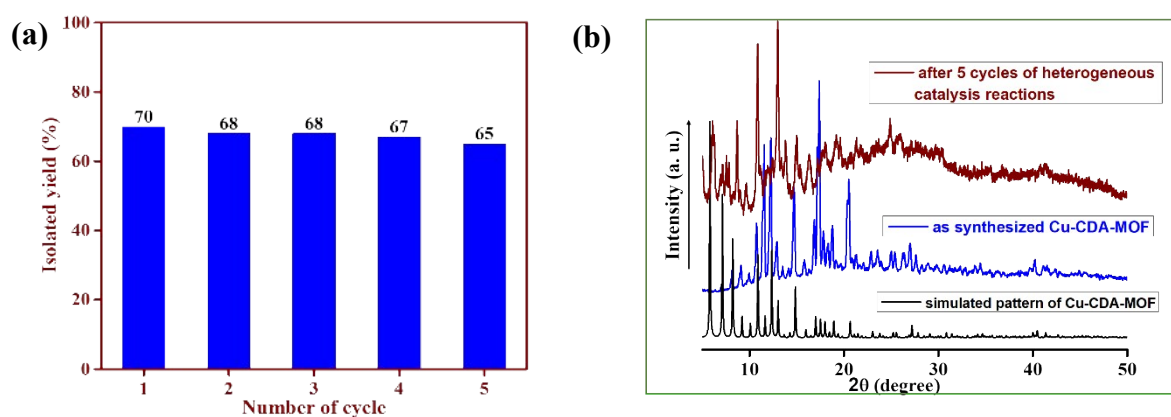 (a)
100
80
60
40
20
0
Isolated yield (%)
70
68
68
67
65
1
2
3
4
5
Number of cycle
(b)
after 5 cycles of heterogeneous
catalysis reactions
Intensity (a. u.)
as synthesized Cu-CDA-MOF
simulated pattern of Cu-CDA-MOF
10
20
30
40
50
2θ (degree)